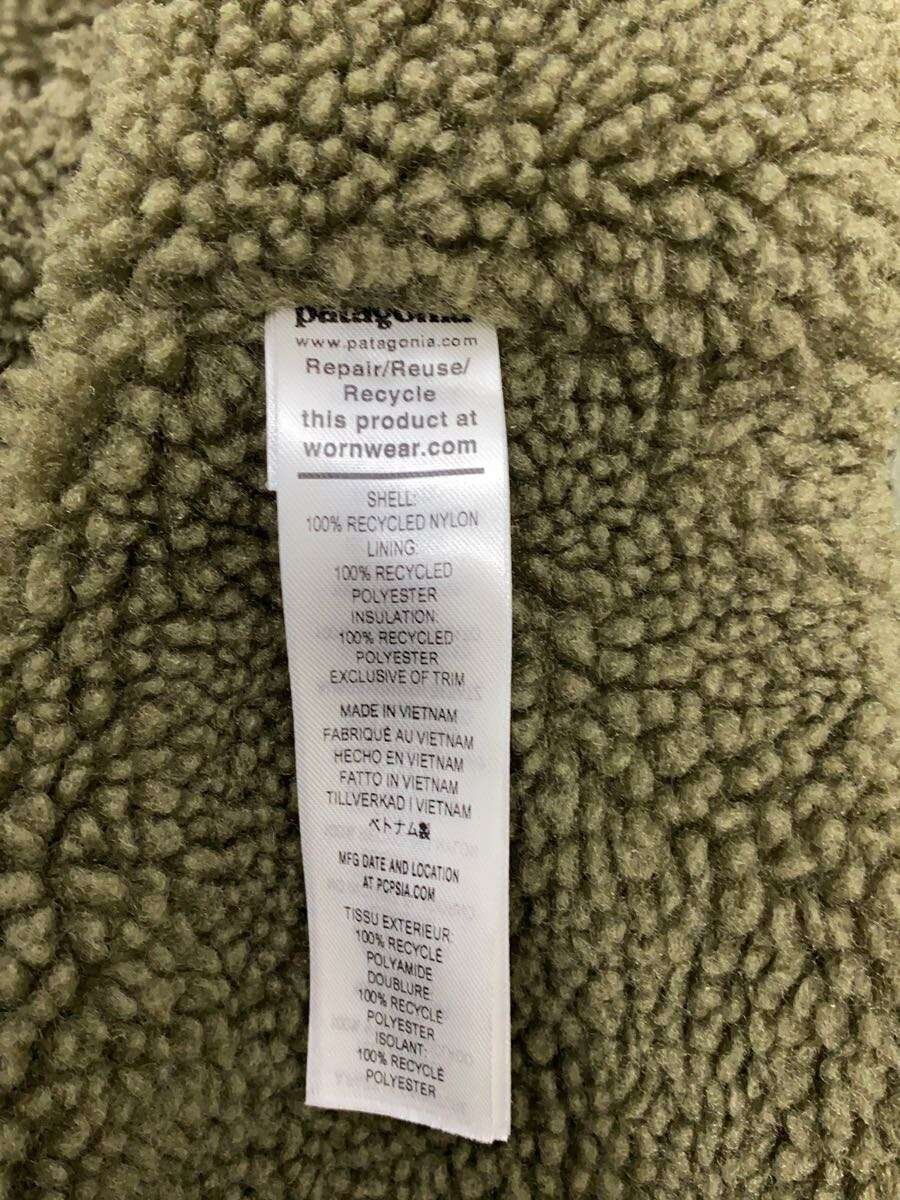 patagonia
www.patagonia.com
Repair/Reuse/
Recycle
this product at
wornwear.com
SHELL:
100% RECYCLED NYLON
LINING:
100% RECYCLED
POLYESTER
INSULATION:
100% RECYCLED
POLYESTER
EXCLUSIVE OF TRIM
MADE IN VIETNAM
FABRIQUÉ AU VIETNAM
HECHO EN VIETNAM
FATTO IN VIETNAM
TILLVERKAD I VIETNAM
ベトナム製
MFG DATE AND LOCATION
AT PCPSIA.COM
TISSU EXTERIEUR:
100% RECYCLÉ
POLYAMIDE
DOUBLURE:
100% RECYCLÉ
POLYESTER
ISOLANT:
100% RECYCLÉ
POLYESTER